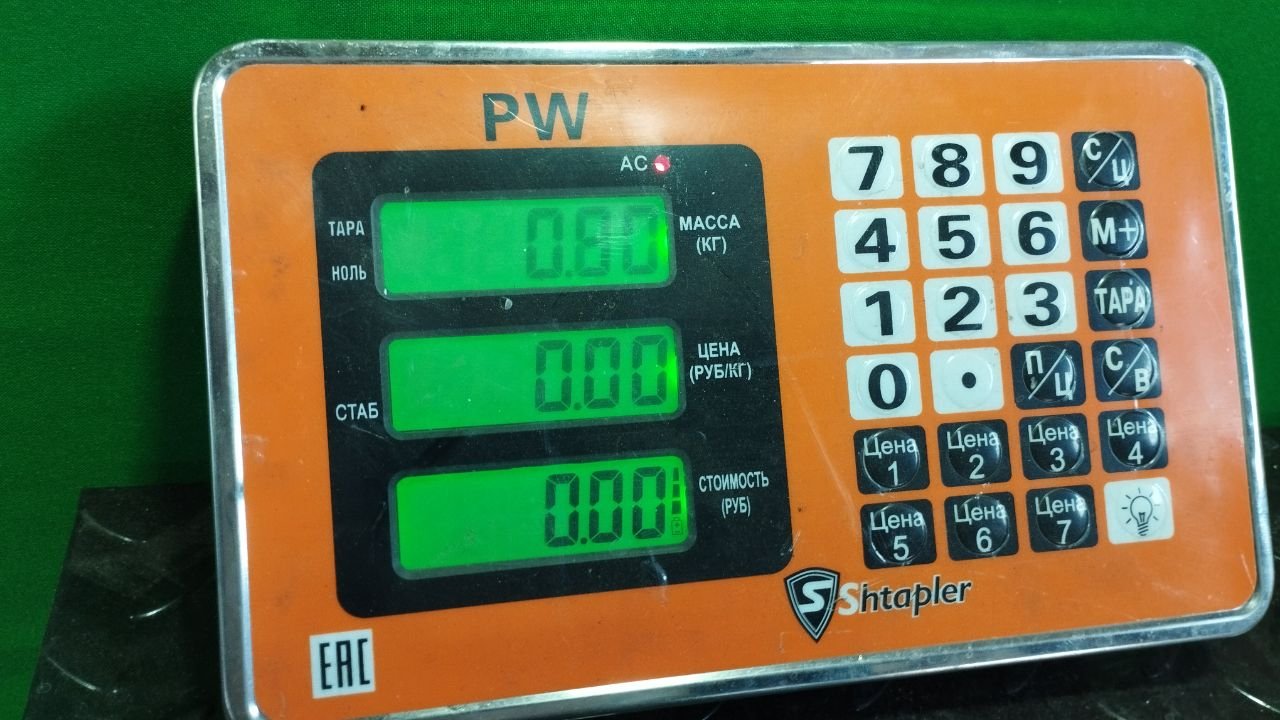 PW
AC
ТАРА
0.80
МАССА
(КГ)
НОЛЬ
0.00
ЦЕНА
(РУБ/КГ)
СТАБ
0.00
СТОИМОСТЬ
(РУБ)
7 8 9 С/Ц
4 5 6 М+
1 2 3 ТАРА
0 . П/Ц С/В
Цена 1 Цена 2 Цена 3 Цена 4
Цена 5 Цена 6 Цена 7
S Shtapler
EAC